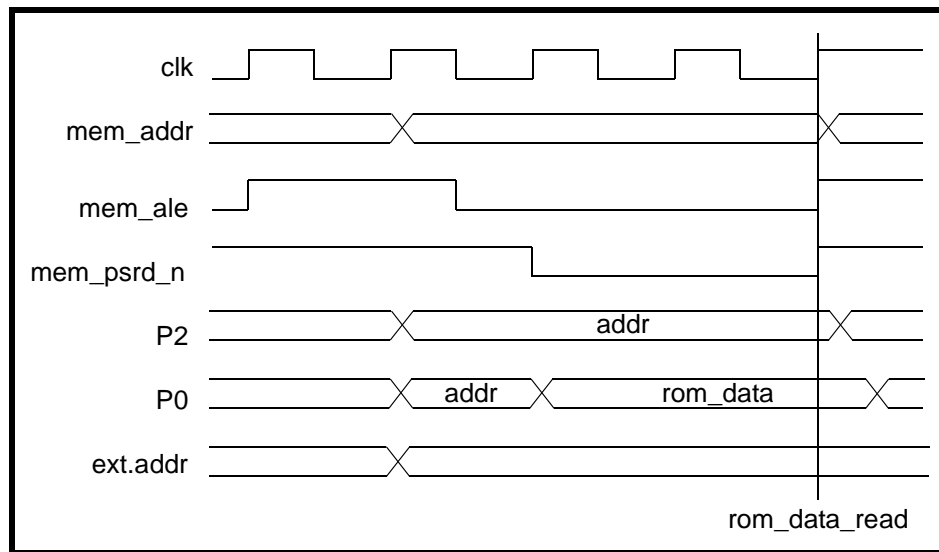 clk
mem_addr
mem_ale
mem_psrd_n
P2
addr
P0
addr
rom_data
ext.addr
rom_data_read